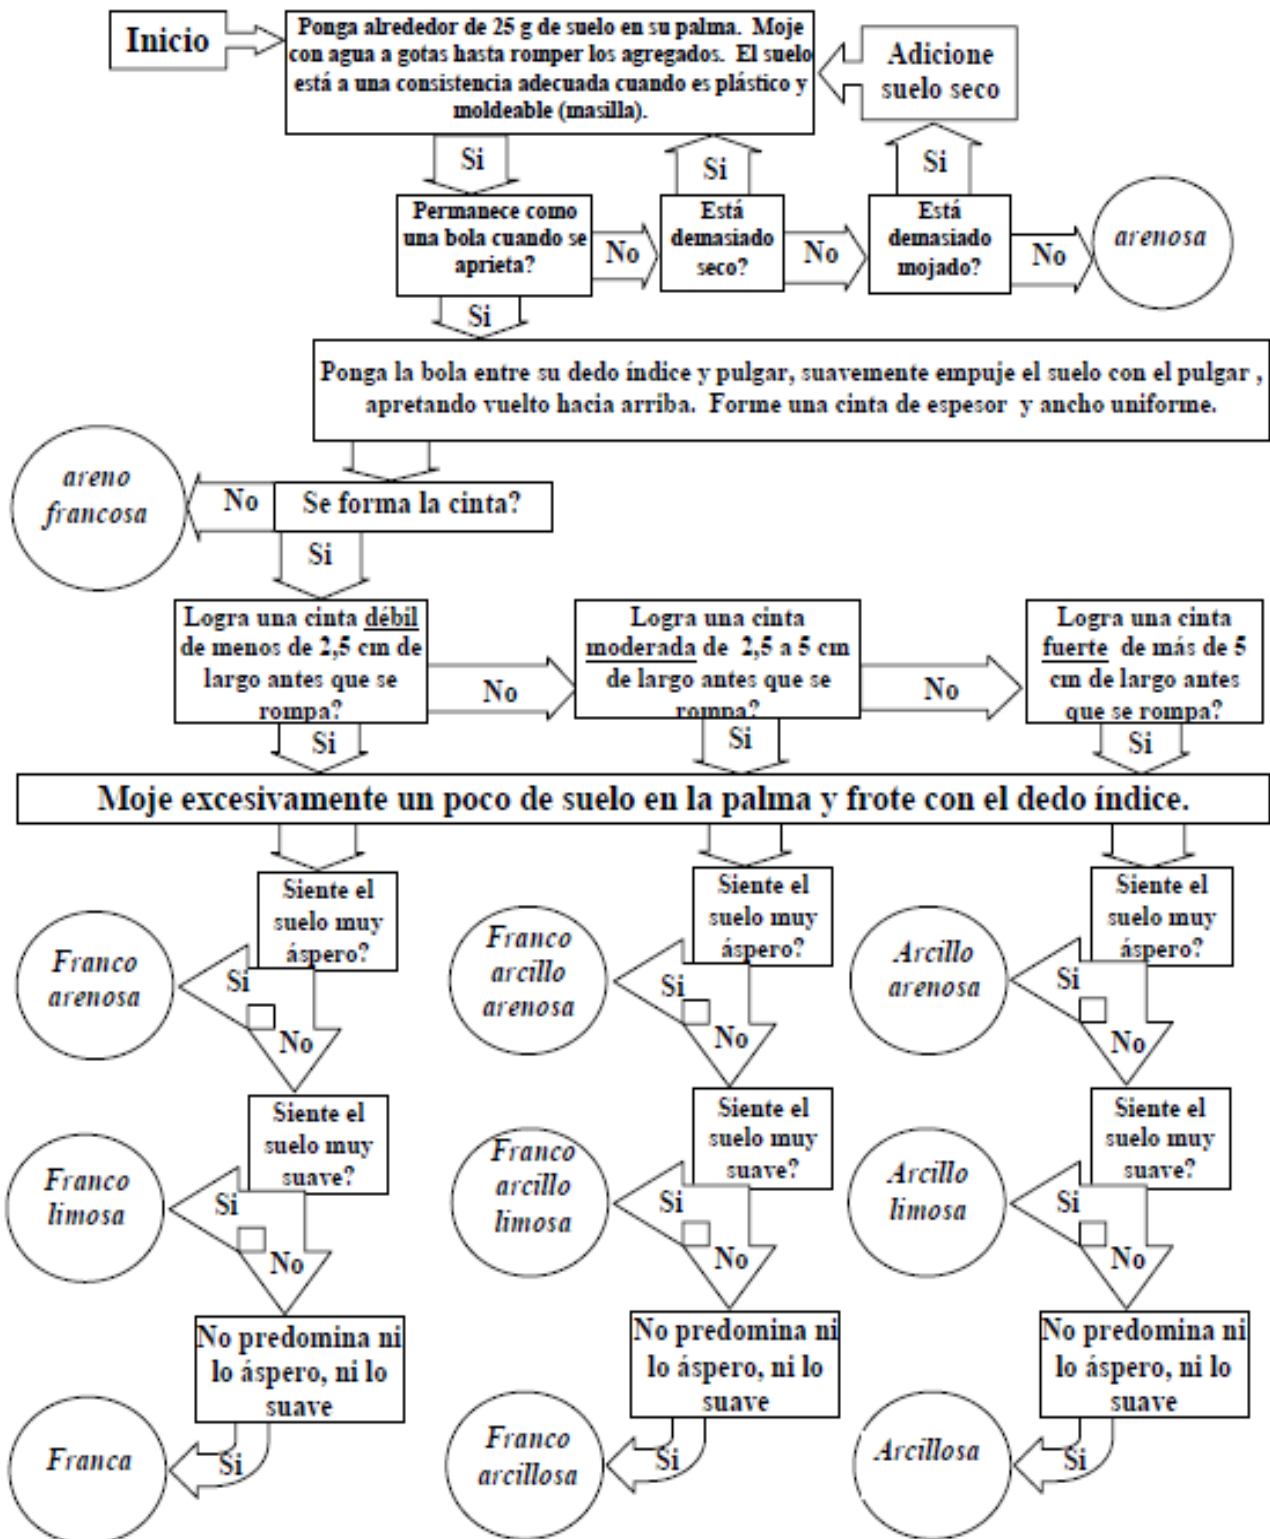 Inicio
Ponga alrededor de 25 g de suelo en su palma. Moje
con agua a gotas hasta romper los agregados. El suelo
está a una consistencia adecuada cuando es plástico y
moldeable (masilla).
Adicione
suelo seco
Si
Si
Si
Permanece como
una bola cuando se
aprieta?
No
Está
demasiado
seco?
No
Está
demasiado
mojado?
No
arenosa
Si
Ponga la bola entre su dedo índice y pulgar, suavemente empuje el suelo con el pulgar ,
apretando vuelto hacia arriba. Forme una cinta de espesor y ancho uniforme.
areno
francosa
No
Se forma la cinta?
Si
Logra una cinta débil
de menos de 2,5 cm de
largo antes que se
rompa?
No
Logra una cinta
moderada de 2,5 a 5 cm
de largo antes que se
rompa?
No
Logra una cinta
fuerte de más de 5
cm de largo antes
que se rompa?
Si
Si
Si
Moje excesivamente un poco de suelo en la palma y frote con el dedo índice.
Siente el
suelo muy
áspero?
Siente el
suelo muy
áspero?
Siente el
suelo muy
áspero?
Franco
arenosa
Si
No
Franco
arcillo
arenosa
Si
No
Arcillo
arenosa
Si
No
Siente el
suelo muy
suave?
Siente el
suelo muy
suave?
Siente el
suelo muy
suave?
Franco
limosa
Si
No
Franco
arcillo
limosa
Si
No
Arcillo
limosa
Si
No
No predomina ni
lo áspero, ni lo
suave
No predomina ni
lo áspero, ni lo
suave
No predomina ni
lo áspero, ni lo
suave
Franca
Si
Franco
arcillosa
Si
Arcillosa
Si